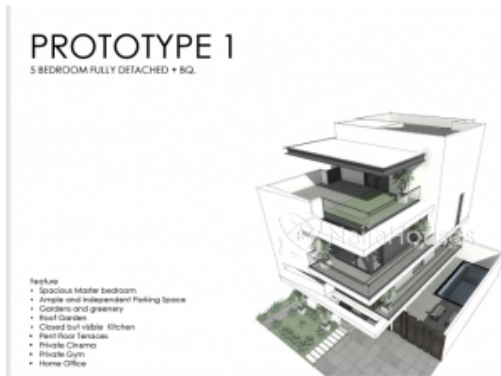 PROTOTYPE 1
5 BEDROOM FULLY DETACHED + BQ.
NaijaHouses
Feature
• Spacious Master bedroom
• Ample and Independent Parking Space
• Gardens and greenery
• Roof Garden
• Closed but visible Kitchen
• Pent Floor Terraces
• Private Cinema
• Private Gym
• Home Office